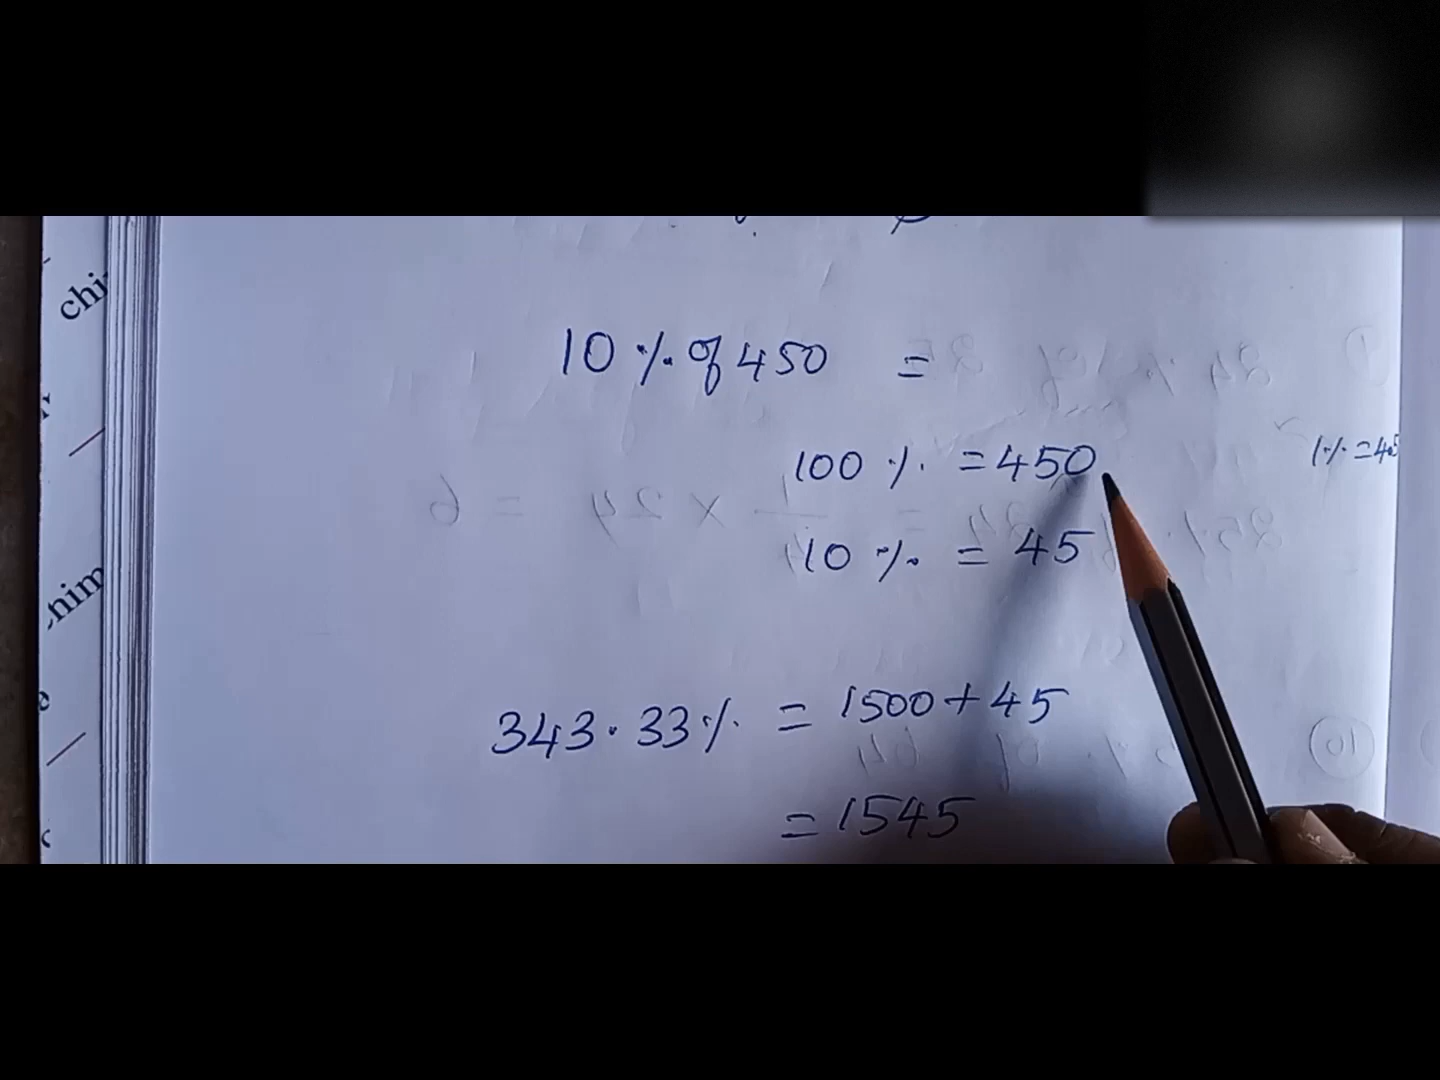 10 % of 450 =
100 % = 450
1% = 4.5
10 % = 45
343.33% = 1500 + 45
= 1545
chi
him